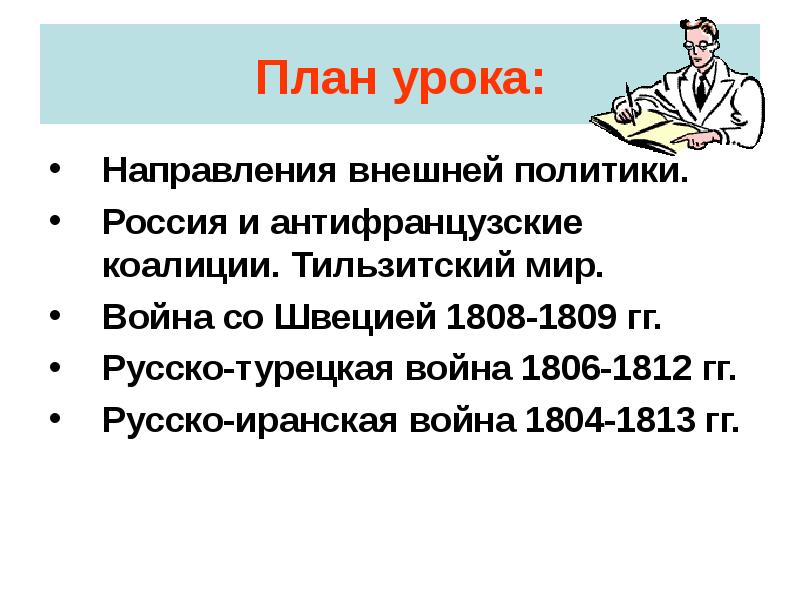 План урока:
• Направления внешней политики.
• Россия и антифранцузские
коалиции. Тильзитский мир.
• Война со Швецией 1808-1809 гг.
• Русско-турецкая война 1806-1812 гг.
• Русско-иранская война 1804-1813 гг.